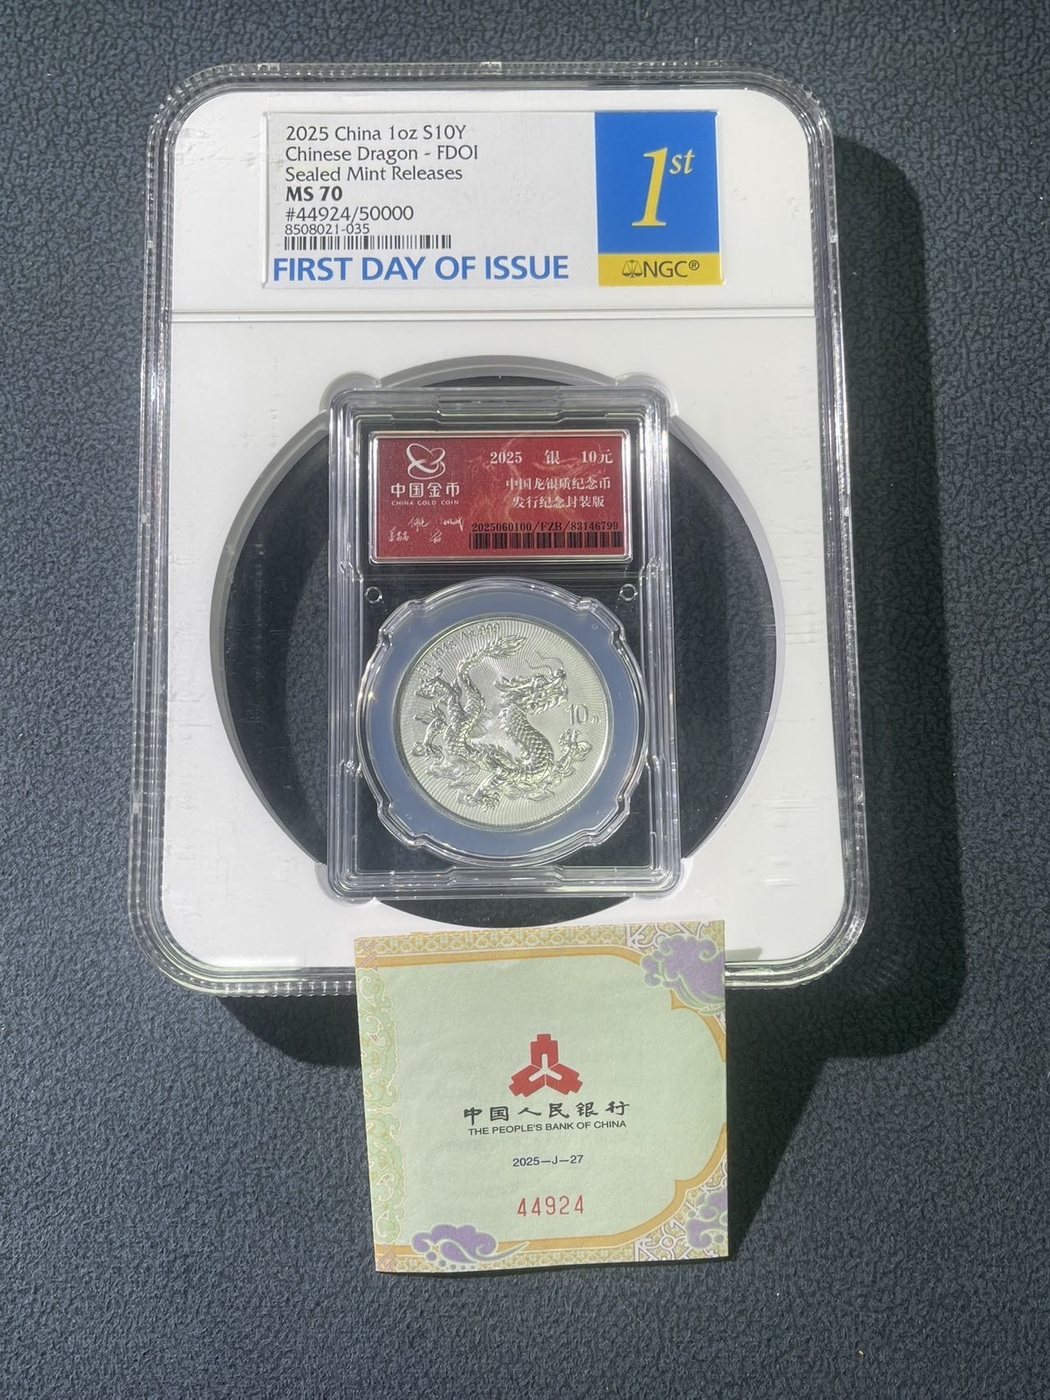 2025 China 1oz S10Y
Chinese Dragon - FDOI
Sealed Mint Releases
MS 70
#44924/50000
8508021-035
FIRST DAY OF ISSUE
1st
NGC®
中国金币
CHINA GOLD COIN
2025 银 10元
中国龙银质纪念币
发行纪念封装版
2025060100/FZB/83146799
10元
中国人民银行
THE PEOPLE'S BANK OF CHINA
2025—J—27
44924